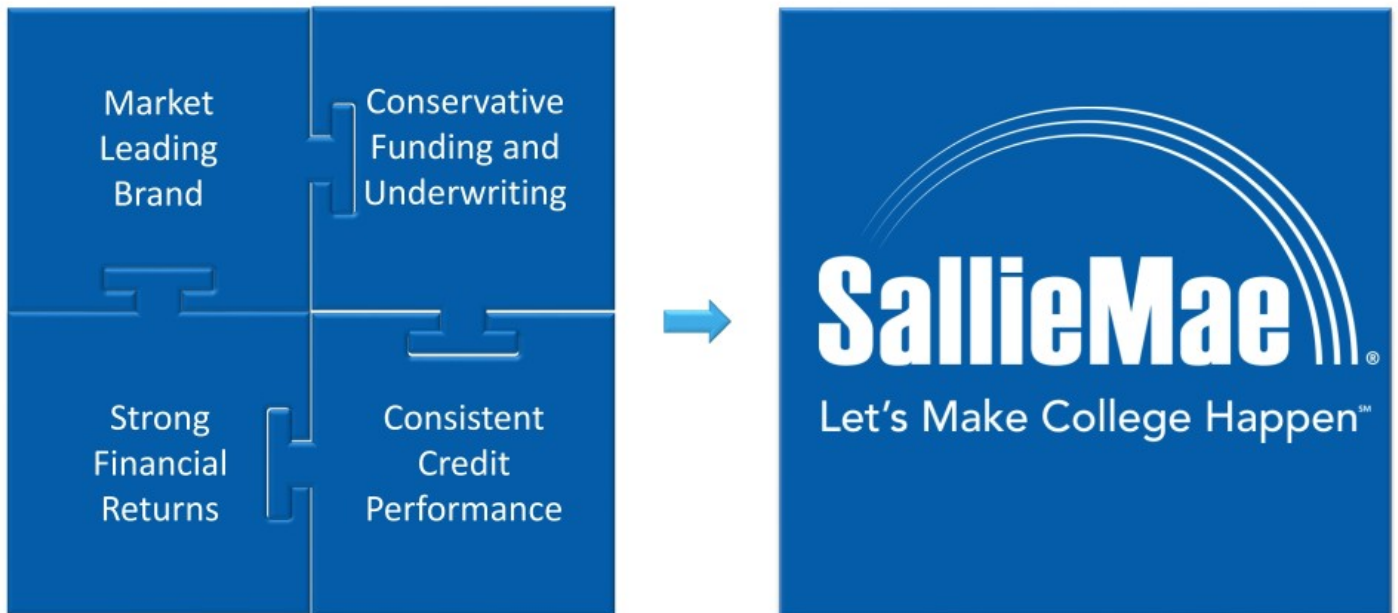 Market
Leading
Brand
Conservative
Funding and
Underwriting
Strong
Financial
Returns
Consistent
Credit
Performance
SallieMae®
Let's Make College Happen℠